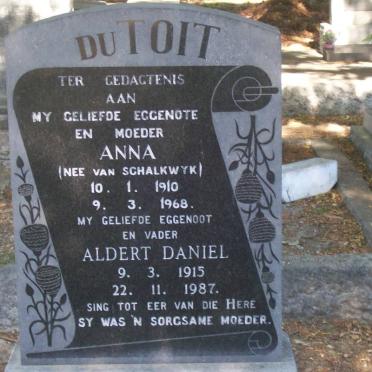 DU TOIT
TER GEDAGTENIS
AAN
MY GELIEFDE EGGENOTE
EN MOEDER
ANNA
(NEE VAN SCHALKWYK)
10. 1. 1910
9. 3. 1968.
MY GELIEFDE EGGENOOT
EN VADER
ALDERT DANIEL
9. 3. 1915
22. 11. 1987.
SING TOT EER VAN DIE HERE
SY WAS 'N SORGSAME MOEDER.